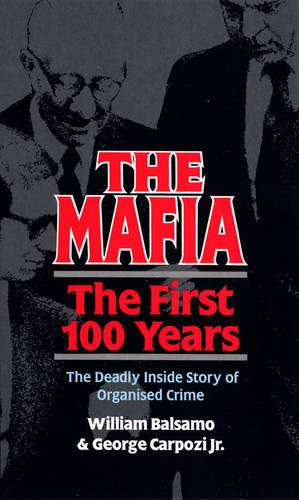 THE
MAFIA
The First
100 Years
The Deadly Inside Story of
Organised Crime
William Balsamo
& George Carpozi Jr.